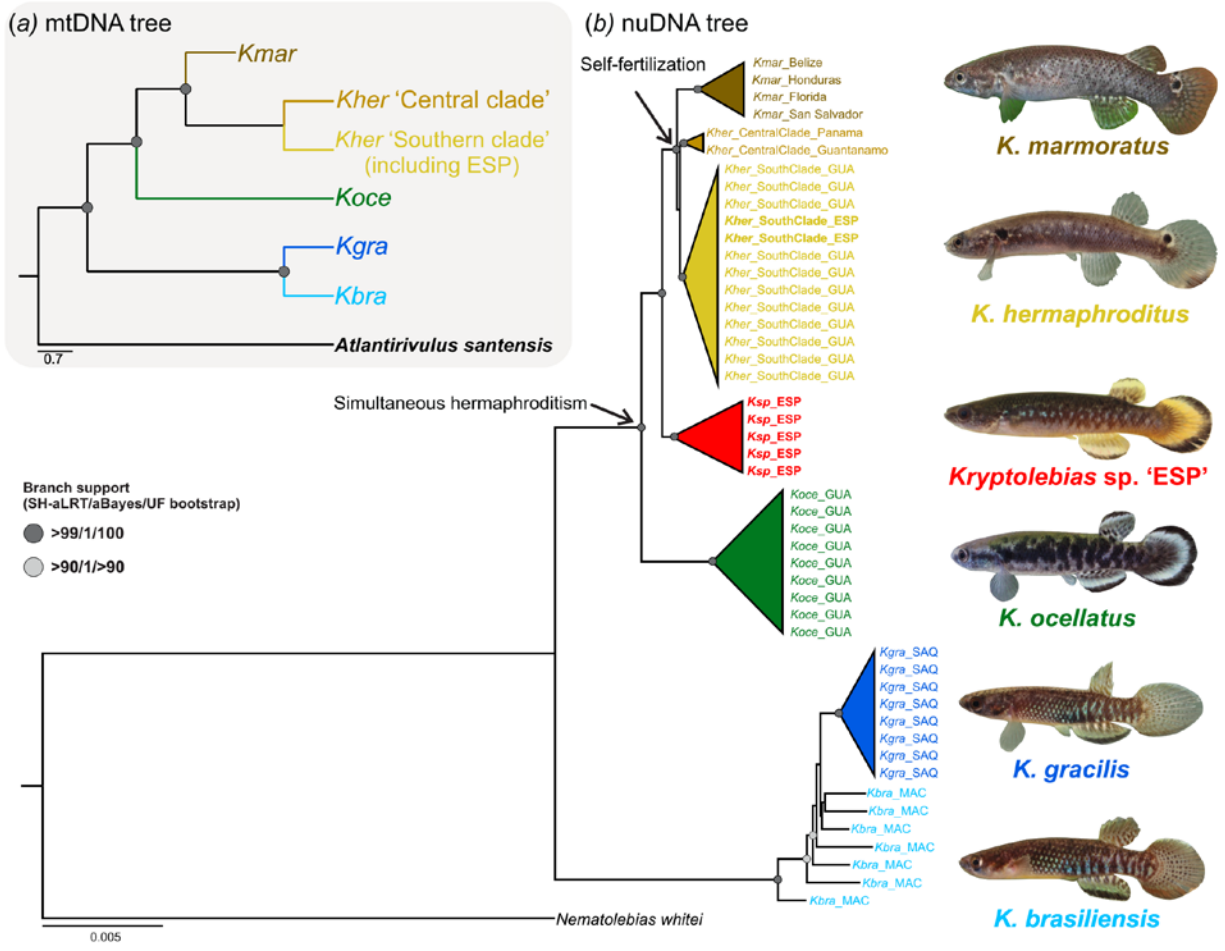 (a) mtDNA tree
Kmar
Kher ‘Central clade’
Kher ‘Southern clade’
(including ESP)
Koce
Kgra
Kbra
Atlantirivulus santensis
0.7
(b) nuDNA tree
Self-fertilization
Kmar_Belize
Kmar_Honduras
Kmar_Florida
Kmar_San Salvador
Kher_CentralClade_Panama
Kher_CentralClade_Guantanamo
Kher_SouthClade_GUA
Kher_SouthClade_GUA
Kher_SouthClade_GUA
Kher_SouthClade_ESP
Kher_SouthClade_ESP
Kher_SouthClade_GUA
Kher_SouthClade_GUA
Kher_SouthClade_GUA
Kher_SouthClade_GUA
Kher_SouthClade_GUA
Kher_SouthClade_GUA
Kher_SouthClade_GUA
Kher_SouthClade_GUA
Simultaneous hermaphroditism
Ksp_ESP
Ksp_ESP
Ksp_ESP
Ksp_ESP
Ksp_ESP
Koce_GUA
Koce_GUA
Koce_GUA
Koce_GUA
Koce_GUA
Koce_GUA
Koce_GUA
Koce_GUA
Koce_GUA
Kgra_SAQ
Kgra_SAQ
Kgra_SAQ
Kgra_SAQ
Kgra_SAQ
Kgra_SAQ
Kgra_SAQ
Kgra_SAQ
Kbra_MAC
Kbra_MAC
Kbra_MAC
Kbra_MAC
Kbra_MAC
Kbra_MAC
Kbra_MAC
Nematolebias whitei
0.005
Branch support
(SH-aLRT/aBayes/UF bootstrap)
>99/1/100
>90/1/>90
K. marmoratus
K. hermaphroditus
Kryptolebias sp. ‘ESP’
K. ocellatus
K. gracilis
K. brasiliensis